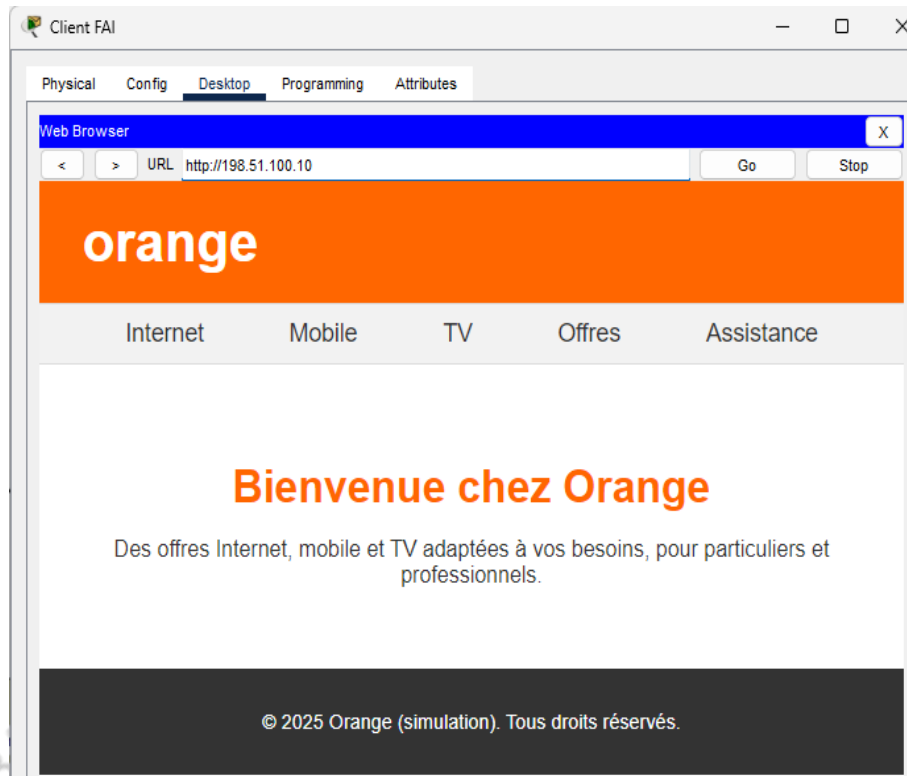 Client FAI
Physical Config Desktop Programming Attributes
Web Browser X
< > URL http://198.51.100.10 Go Stop
orange
Internet Mobile TV Offres Assistance
Bienvenue chez Orange
Des offres Internet, mobile et TV adaptées à vos besoins, pour particuliers et
professionnels.
© 2025 Orange (simulation). Tous droits réservés.